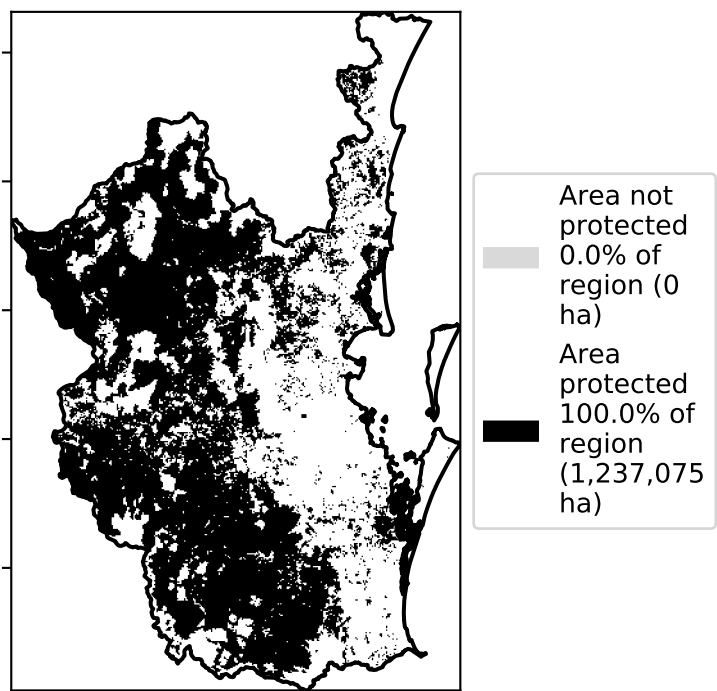 Area not
protected
0.0% of
region (0
ha)
Area
protected
100.0% of
region
(1,237,075
ha)